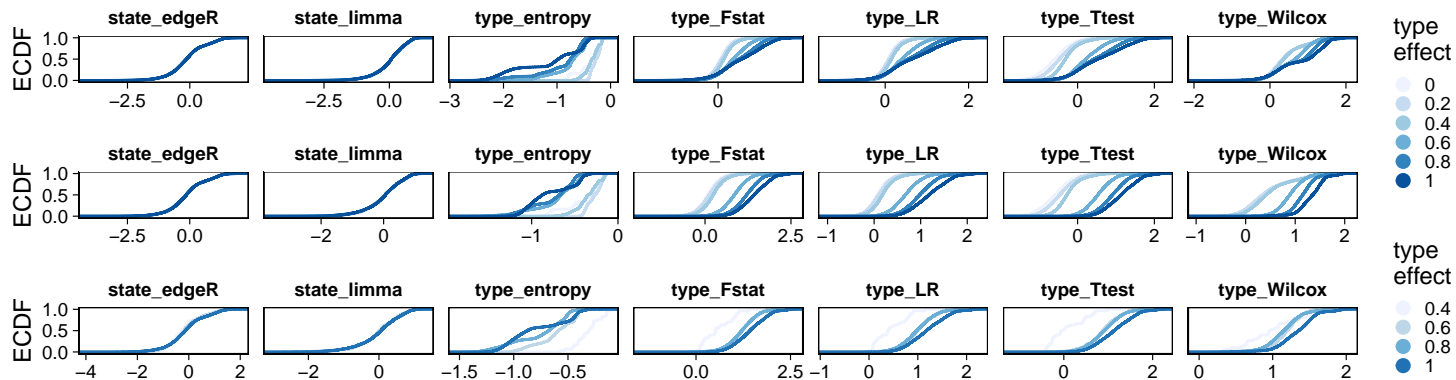 state_edgeR state_limma type_entropy type_Fstat type_LR type_Ttest type_Wilcox
ECDF
1.0
0.5
0.0
−2.5 0.0 −2.5 0.0 −3 −2 −1 0 0 0 2 0 2 −2 0 2
type
effect
0
0.2
0.4
0.6
0.8
1
state_edgeR state_limma type_entropy type_Fstat type_LR type_Ttest type_Wilcox
ECDF
1.0
0.5
0.0
−2.5 0.0 −2 0 −1 0 0.0 2.5 −1 0 1 2 0 2 −1 0 1 2
state_edgeR state_limma type_entropy type_Fstat type_LR type_Ttest type_Wilcox
ECDF
1.0
0.5
0.0
−4 −2 0 2 −2 0 −1.5 −1.0 −0.5 0.0 2.5 −1 0 1 2 0 2 0 1 2
type
effect
0.4
0.6
0.8
1